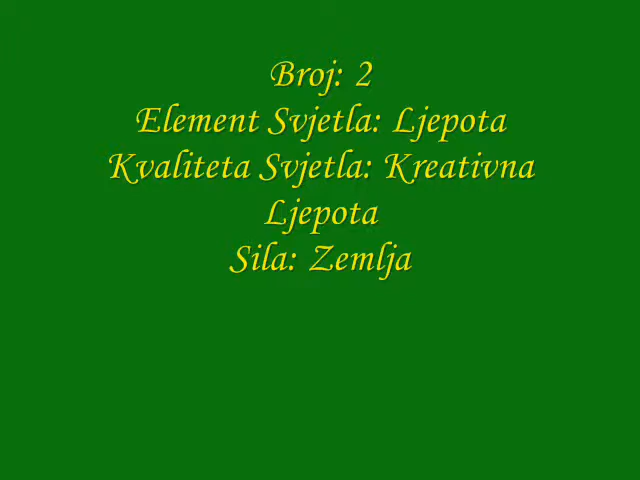 Broj: 2
Element Svjetla: Ljepota
Kvaliteta Svjetla: Kreativna
Ljepota
Sila: Zemlja